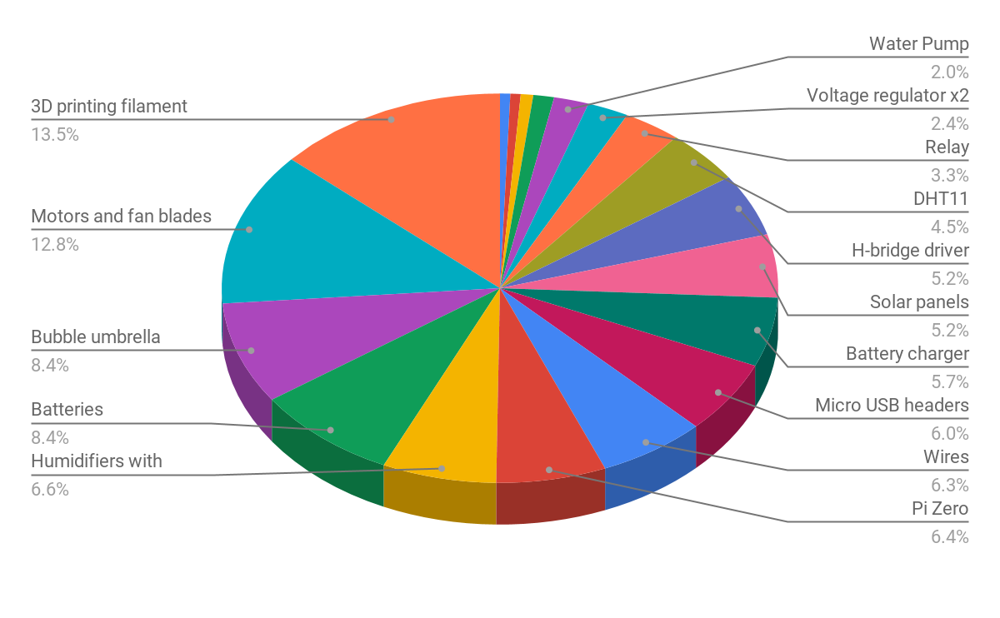 3D printing filament
13.5%
Motors and fan blades
12.8%
Bubble umbrella
8.4%
Batteries
8.4%
Humidifiers with
6.6%
Water Pump
2.0%
Voltage regulator x2
2.4%
Relay
3.3%
DHT11
4.5%
H-bridge driver
5.2%
Solar panels
5.2%
Battery charger
5.7%
Micro USB headers
6.0%
Wires
6.3%
Pi Zero
6.4%